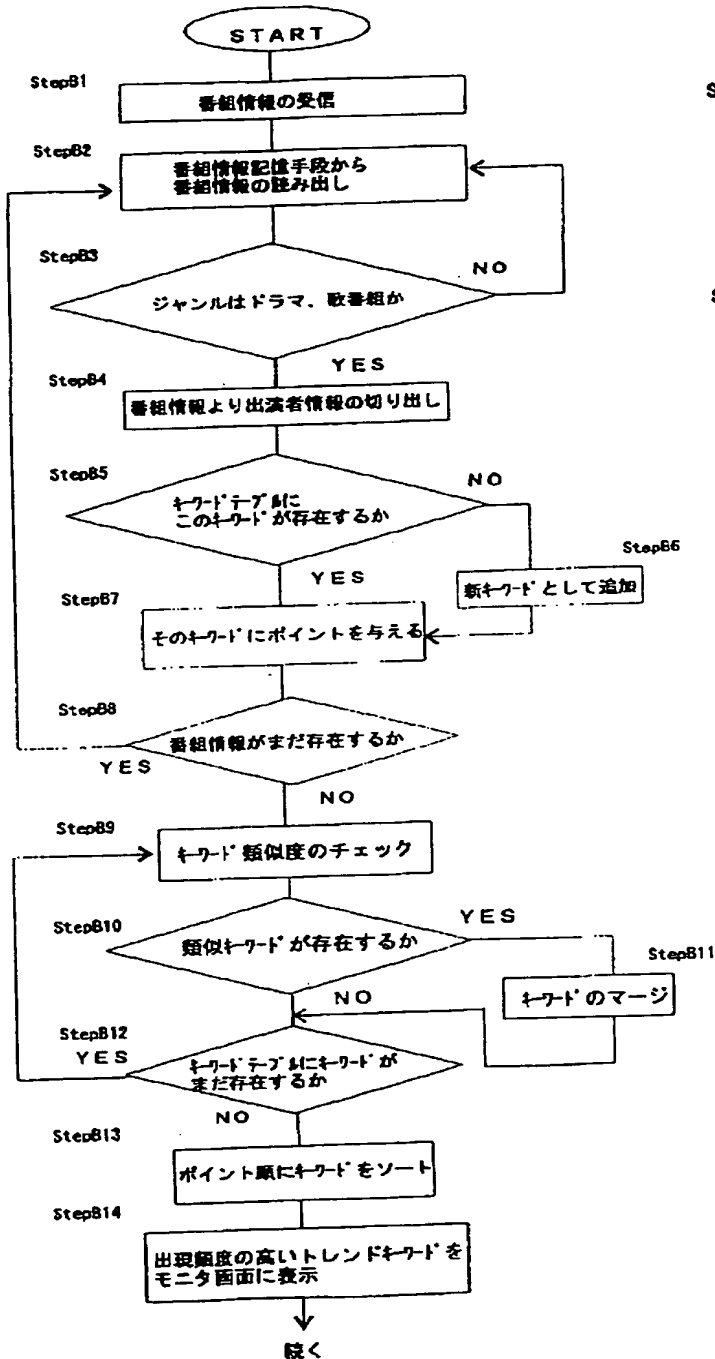 START
StepB1
番組情報の受信
StepB2
番組情報記憶手段から
番組情報の読み出し
StepB3
NO
ジャンルはドラマ、歌番組か
YES
StepB4
番組情報より出演者情報の切り出し
StepB5
NO
キーワードテーブルに
このキーワードが存在するか
StepB6
YES
新キーワードとして追加
StepB7
そのキーワードにポイントを与える
StepB8
番組情報がまだ存在するか
YES
NO
StepB9
キーワード類似度のチェック
YES
StepB10
類似キーワードが存在するか
StepB11
NO
キーワードのマージ
StepB12
YES
キーワードテーブルにキーワードが
まだ存在するか
NO
StepB13
ポイント順にキーワードをソート
StepB14
出現頻度の高いトレンドキーワードを
モニタ画面に表示
続く